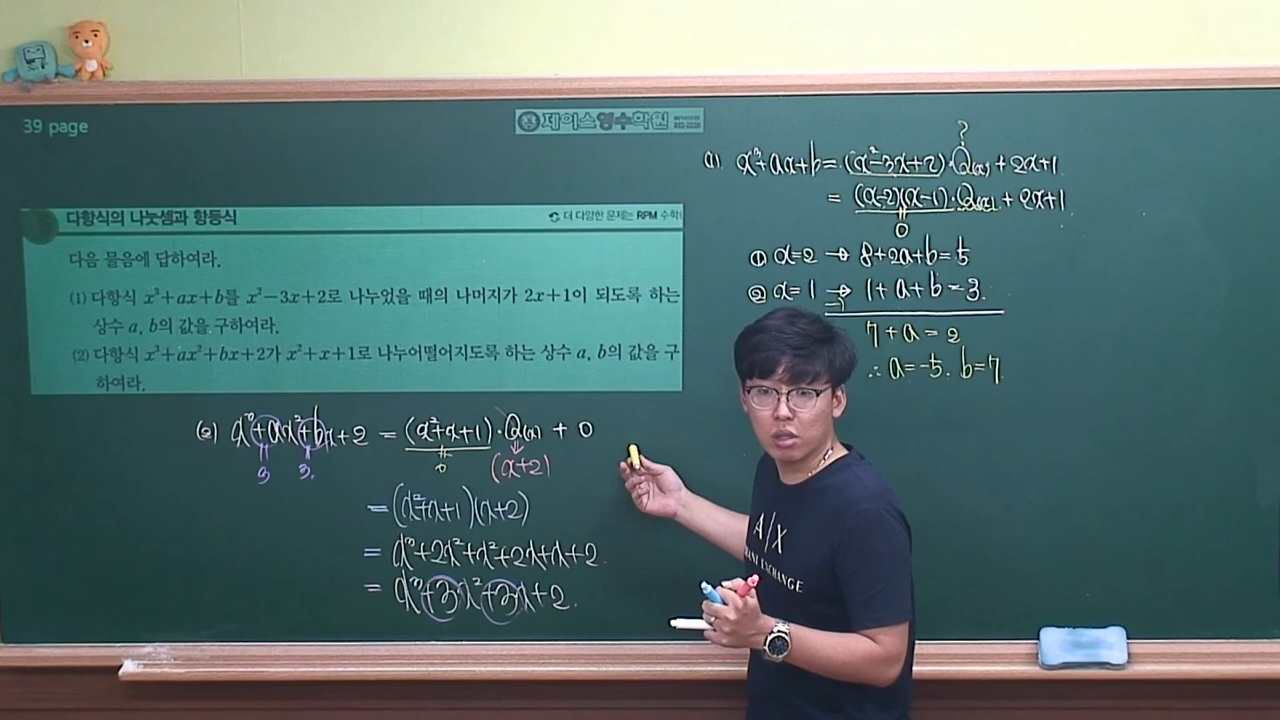 39 page
제이스영수학원
다항식의 나눗셈과 항등식
더 다양한 문제는 RPM 수학(
다음 물음에 답하여라.
(1) 다항식 x³+ax+b를 x²−3x+2로 나누었을 때의 나머지가 2x+1이 되도록 하는
상수 a, b의 값을 구하여라.
(2) 다항식 x³+ax²+bx+2가 x²+x+1로 나누어떨어지도록 하는 상수 a, b의 값을 구
하여라.
(2) x³+ax²+bx+2 = (x²+x+1)·Q(x) + 0
3 3. 0 (x+2)
= (x²+x+1)(x+2)
= x³+2x²+x²+2x+x+2.
= x³+3x²+3x+2.
?
(1). x³+ax+b = (x²−3x+2)·Q(x)+2x+1.
= (x−2)(x−1)·Q(x)+2x+1.
0
① x=2 → 8+2a+b=5
② x=1 → 1+a+b=3.
7+a=2
∴ a=−5. b=7
A|X
EXCHANGE